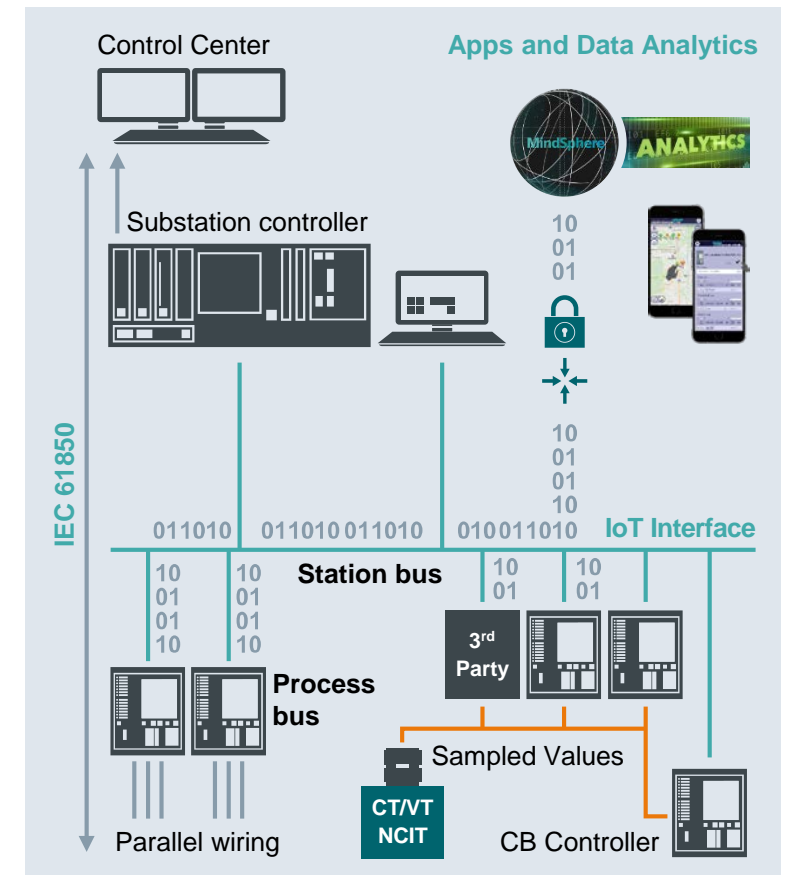 Control Center
Apps and Data Analytics
MindSphere
ANALYTICS
Substation controller
10
01
01
10
01
01
10
IEC 61850
011010
011010 011010
010011010
IoT Interface
Station bus
10
01
01
10
10
01
01
10
10
01
10
01
3rd
Party
Process
bus
Sampled Values
CT/VT
NCIT
Parallel wiring
CB Controller